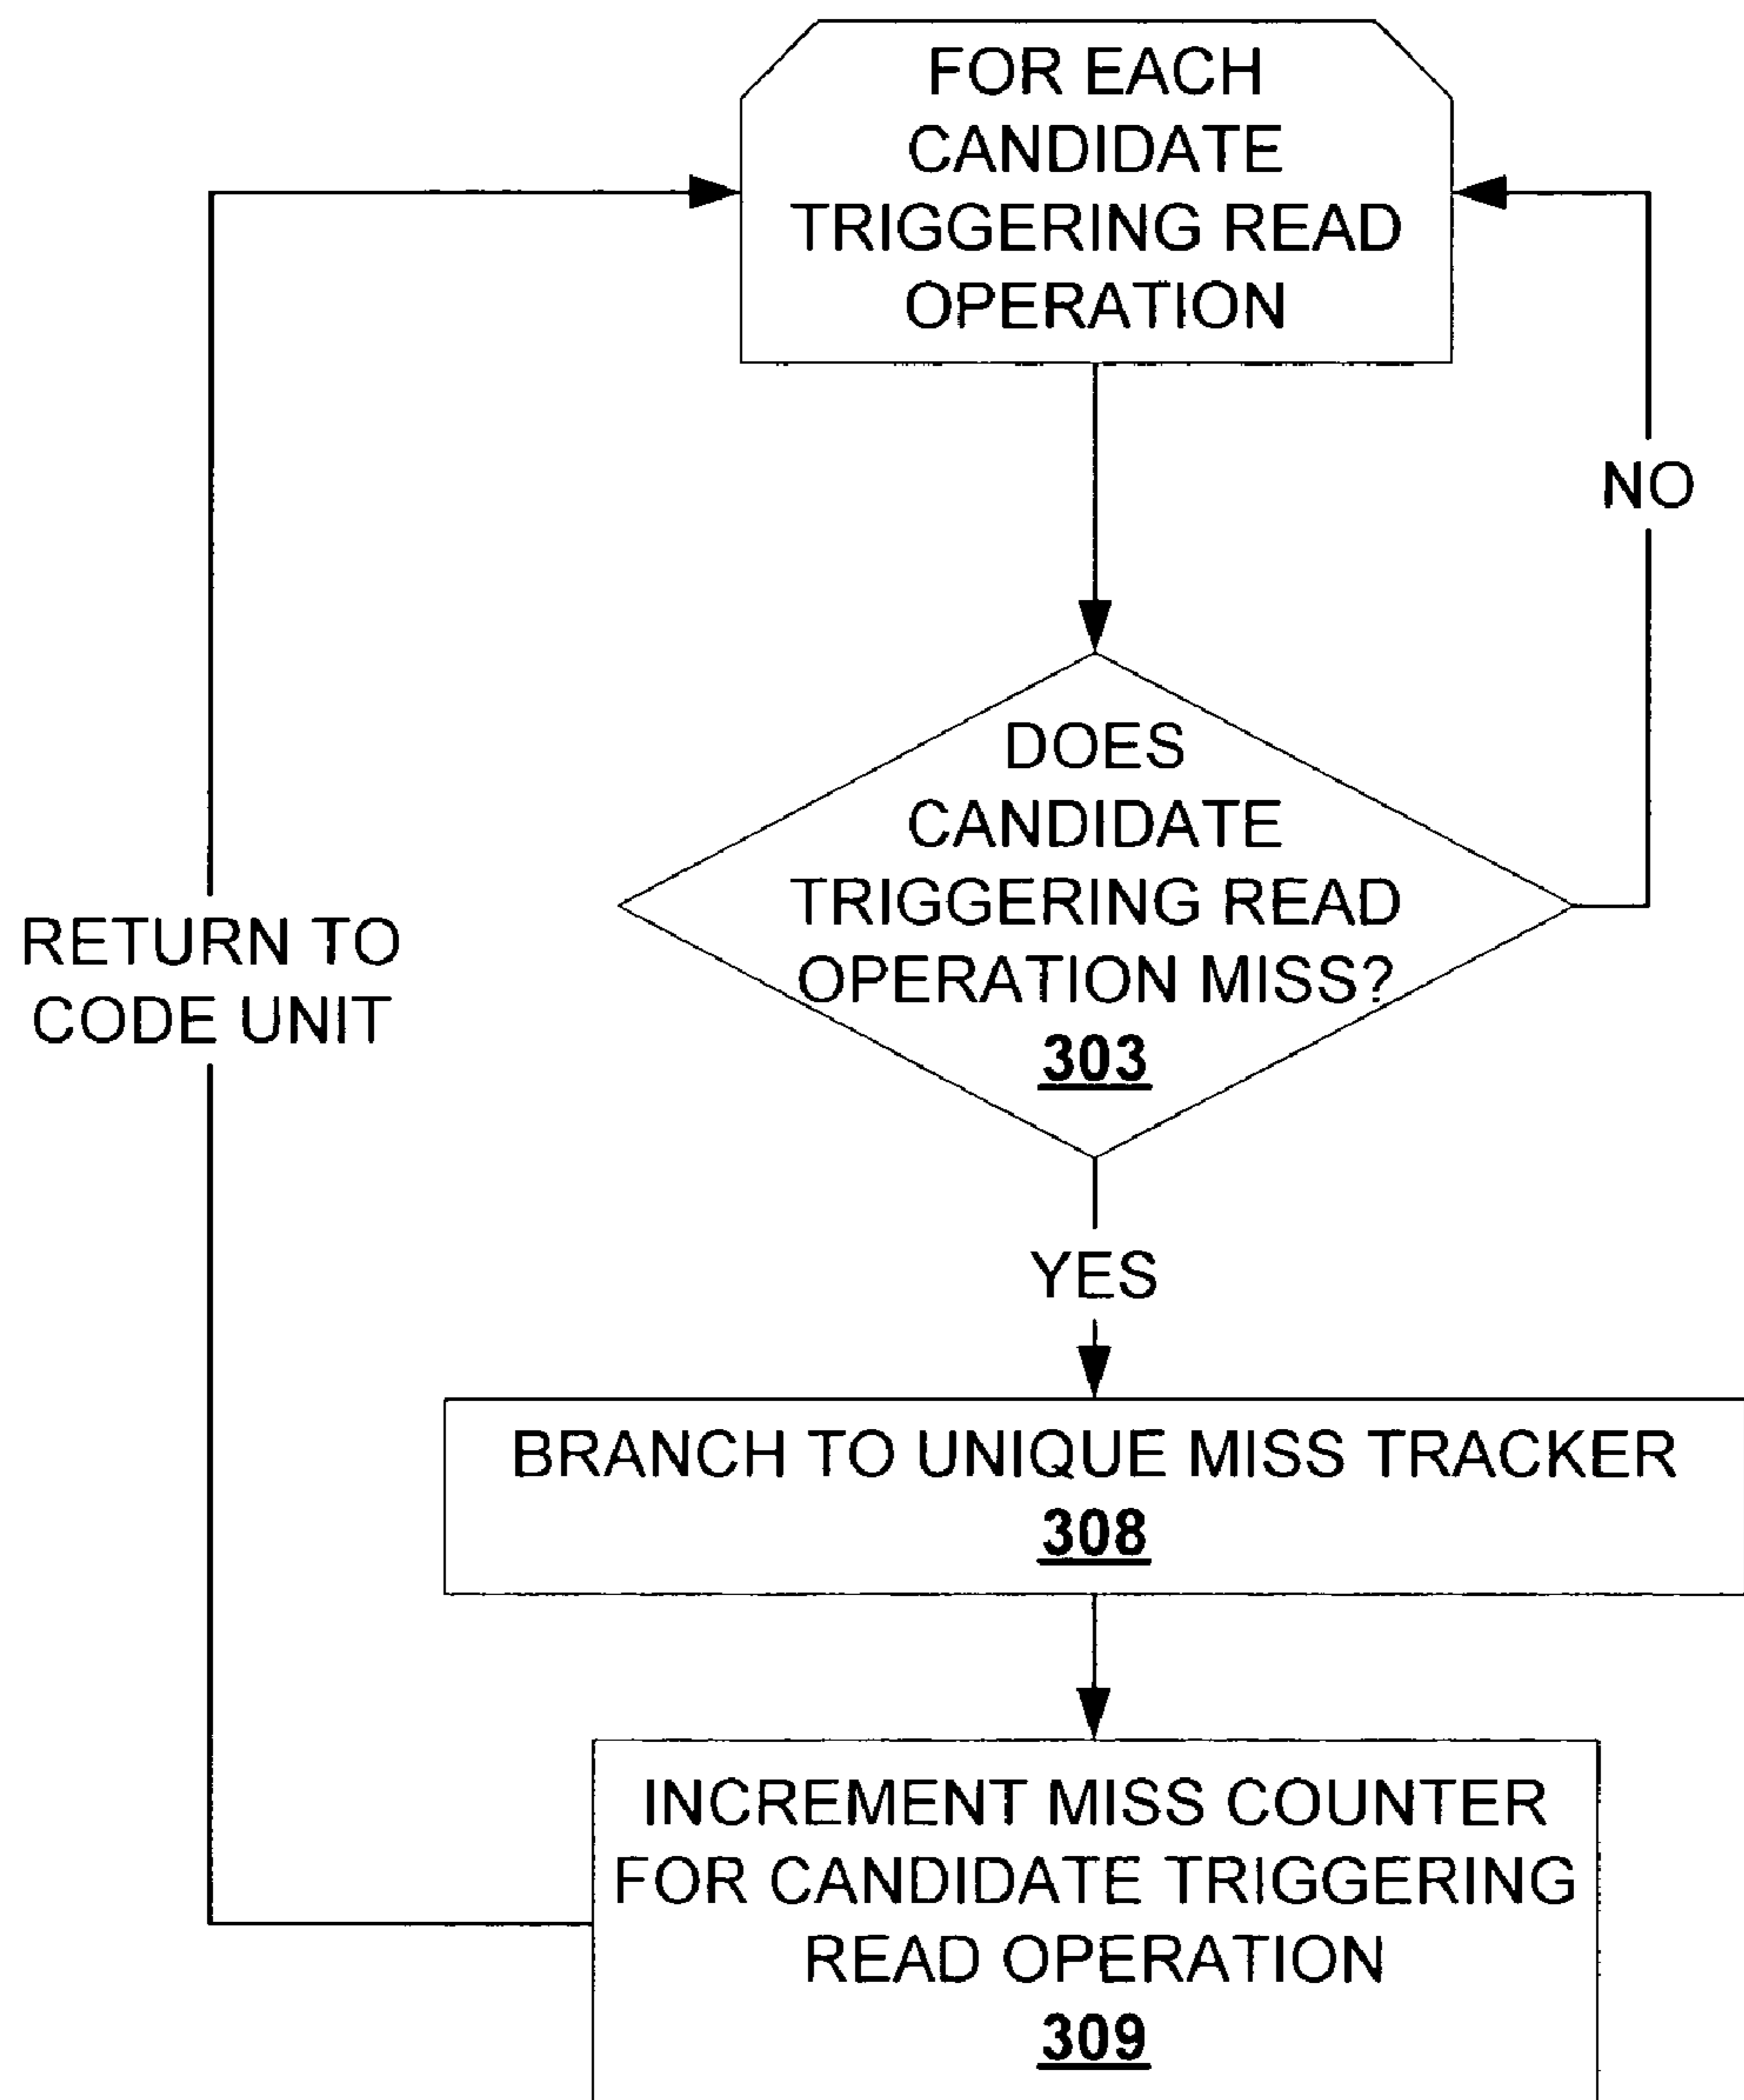 FOR EACH
CANDIDATE
TRIGGERING READ
OPERATION
NO
DOES
CANDIDATE
TRIGGERING READ
OPERATION MISS?
303
RETURN TO
CODE UNIT
YES
BRANCH TO UNIQUE MISS TRACKER
308
INCREMENT MISS COUNTER
FOR CANDIDATE TRIGGERING
READ OPERATION
309